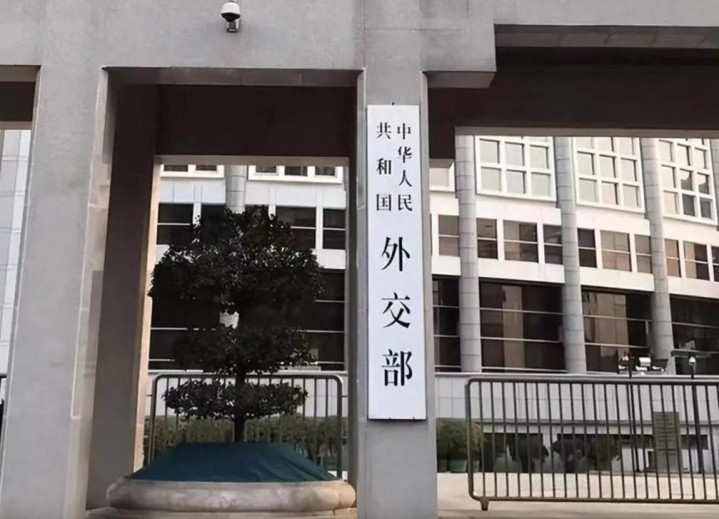 中华人民
共和国
外交部